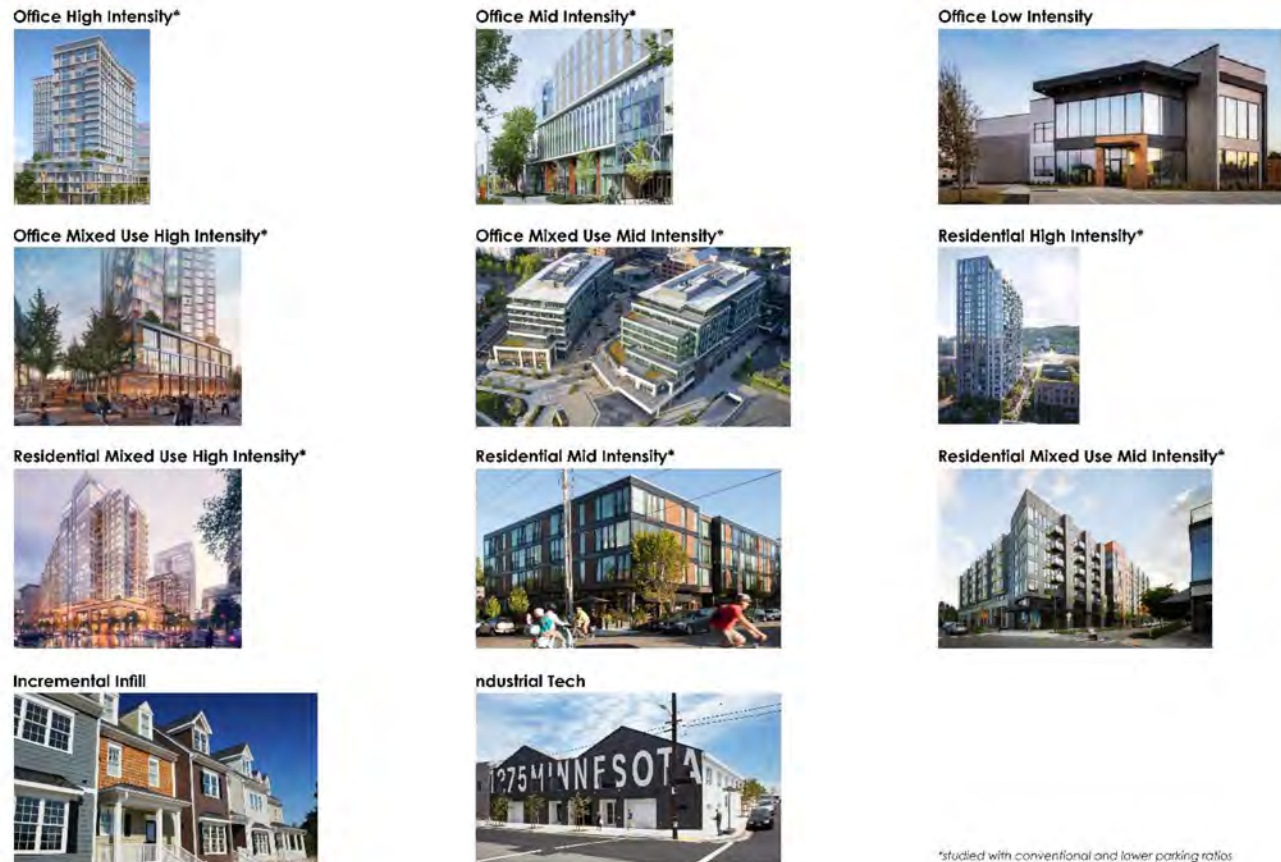 Office High Intensity*
Office Mid Intensity*
Office Low Intensity
Office Mixed Use High Intensity*
Office Mixed Use Mid Intensity*
Residential High Intensity*
Residential Mixed Use High Intensity*
Residential Mid Intensity*
Residential Mixed Use Mid Intensity*
Incremental Infill
ndustrial Tech
1275MINNESOTA
*studied with conventional and lower parking ratios